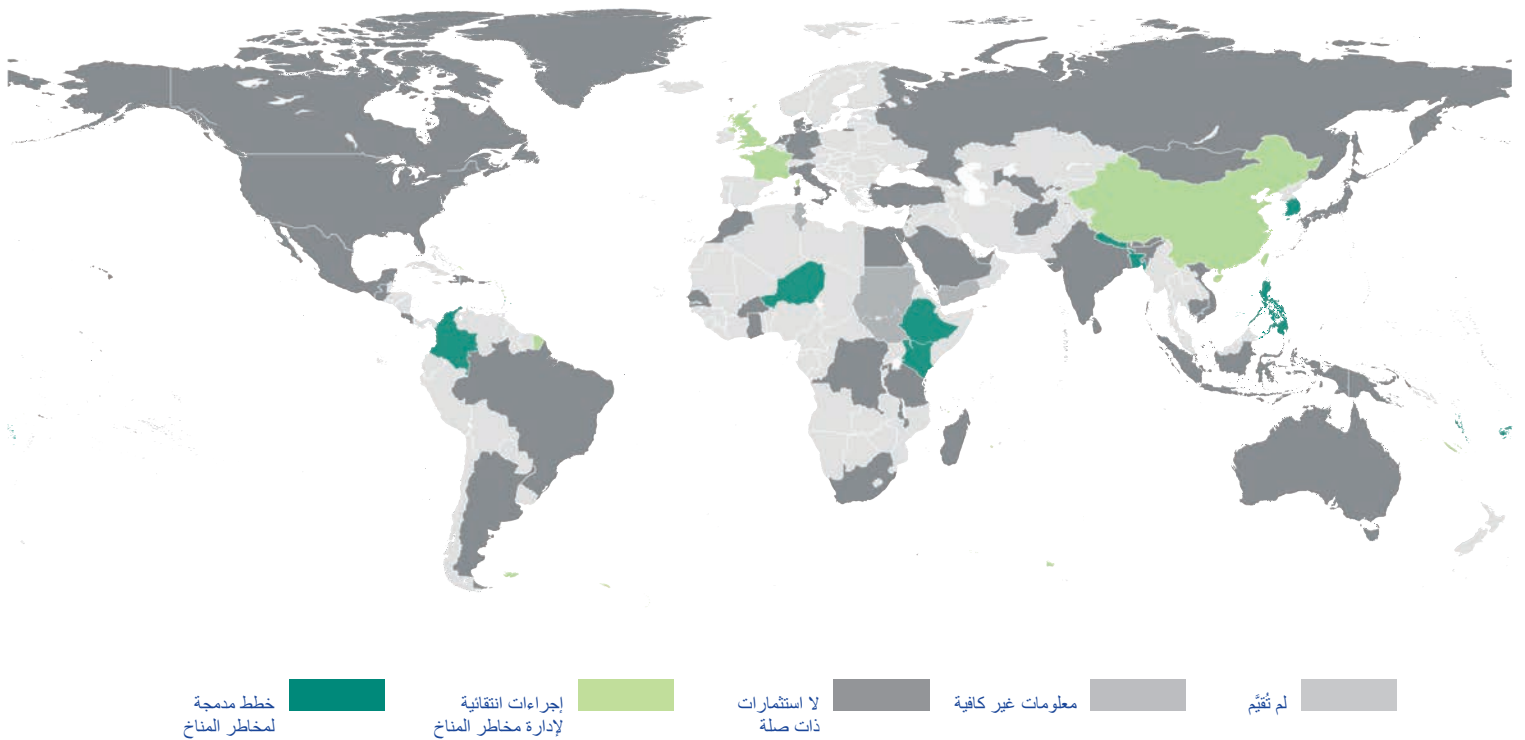 لم تُقيَّم
معلومات غير كافية
لا استثمارات
ذات صلة
إجراءات انتقائية
لإدارة مخاطر المناخ
خطط مدمجة
لمخاطر المناخ